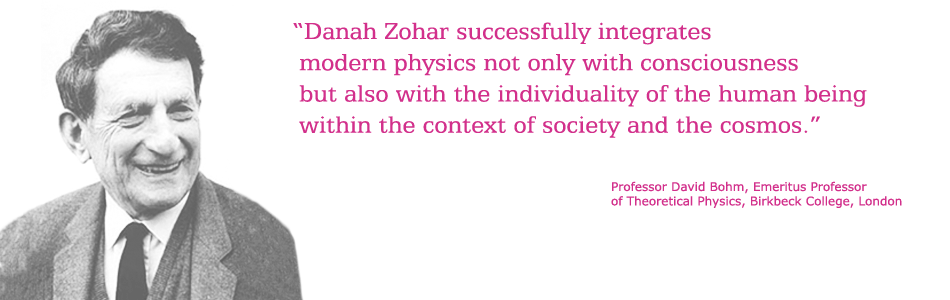 “Danah Zohar successfully integrates
modern physics not only with consciousness
but also with the individuality of the human being
within the context of society and the cosmos.”
Professor David Bohm, Emeritus Professor
of Theoretical Physics, Birkbeck College, London